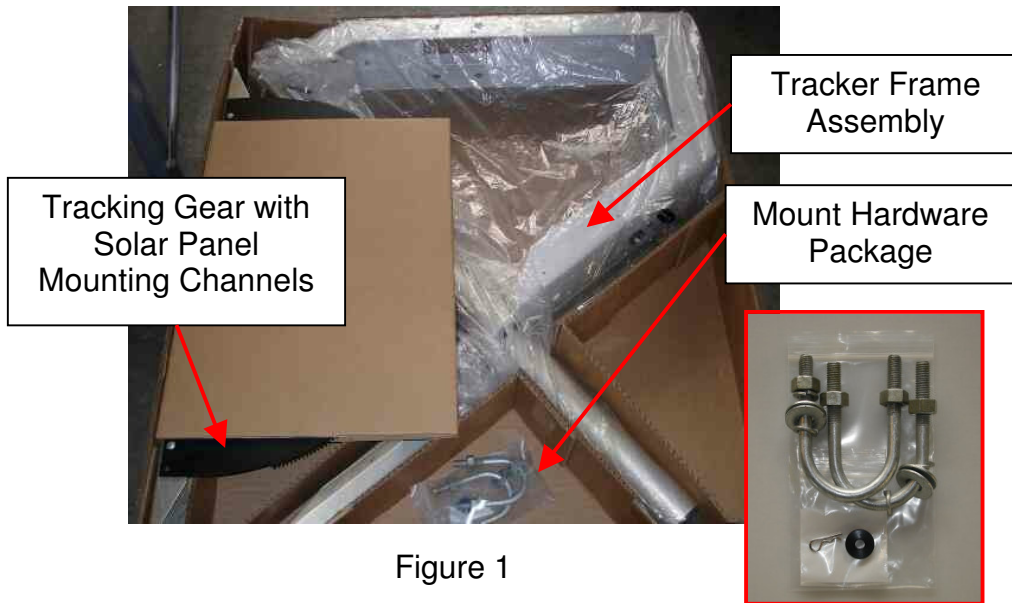 Tracker Frame
Assembly
Tracking Gear with
Solar Panel
Mounting Channels
Mount Hardware
Package
Figure 1